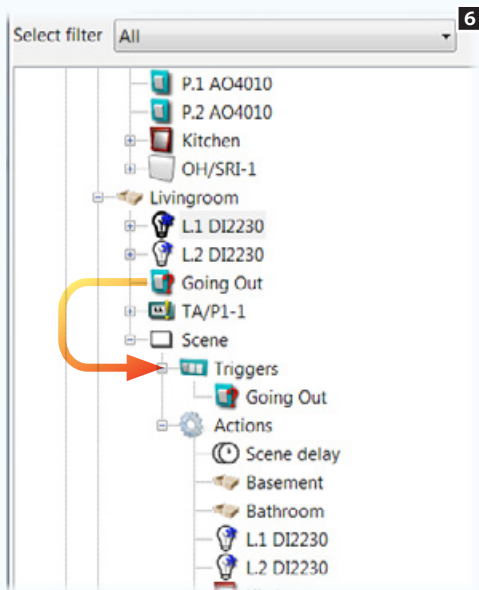 6
Select filter All
P.1 AO4010
P.2 AO4010
Kitchen
OH/SRI-1
Livingroom
L.1 DI2230
L.2 DI2230
Going Out
TA/P1-1
Scene
Triggers
Going Out
Actions
Scene delay
Basement
Bathroom
L.1 DI2230
L.2 DI2230